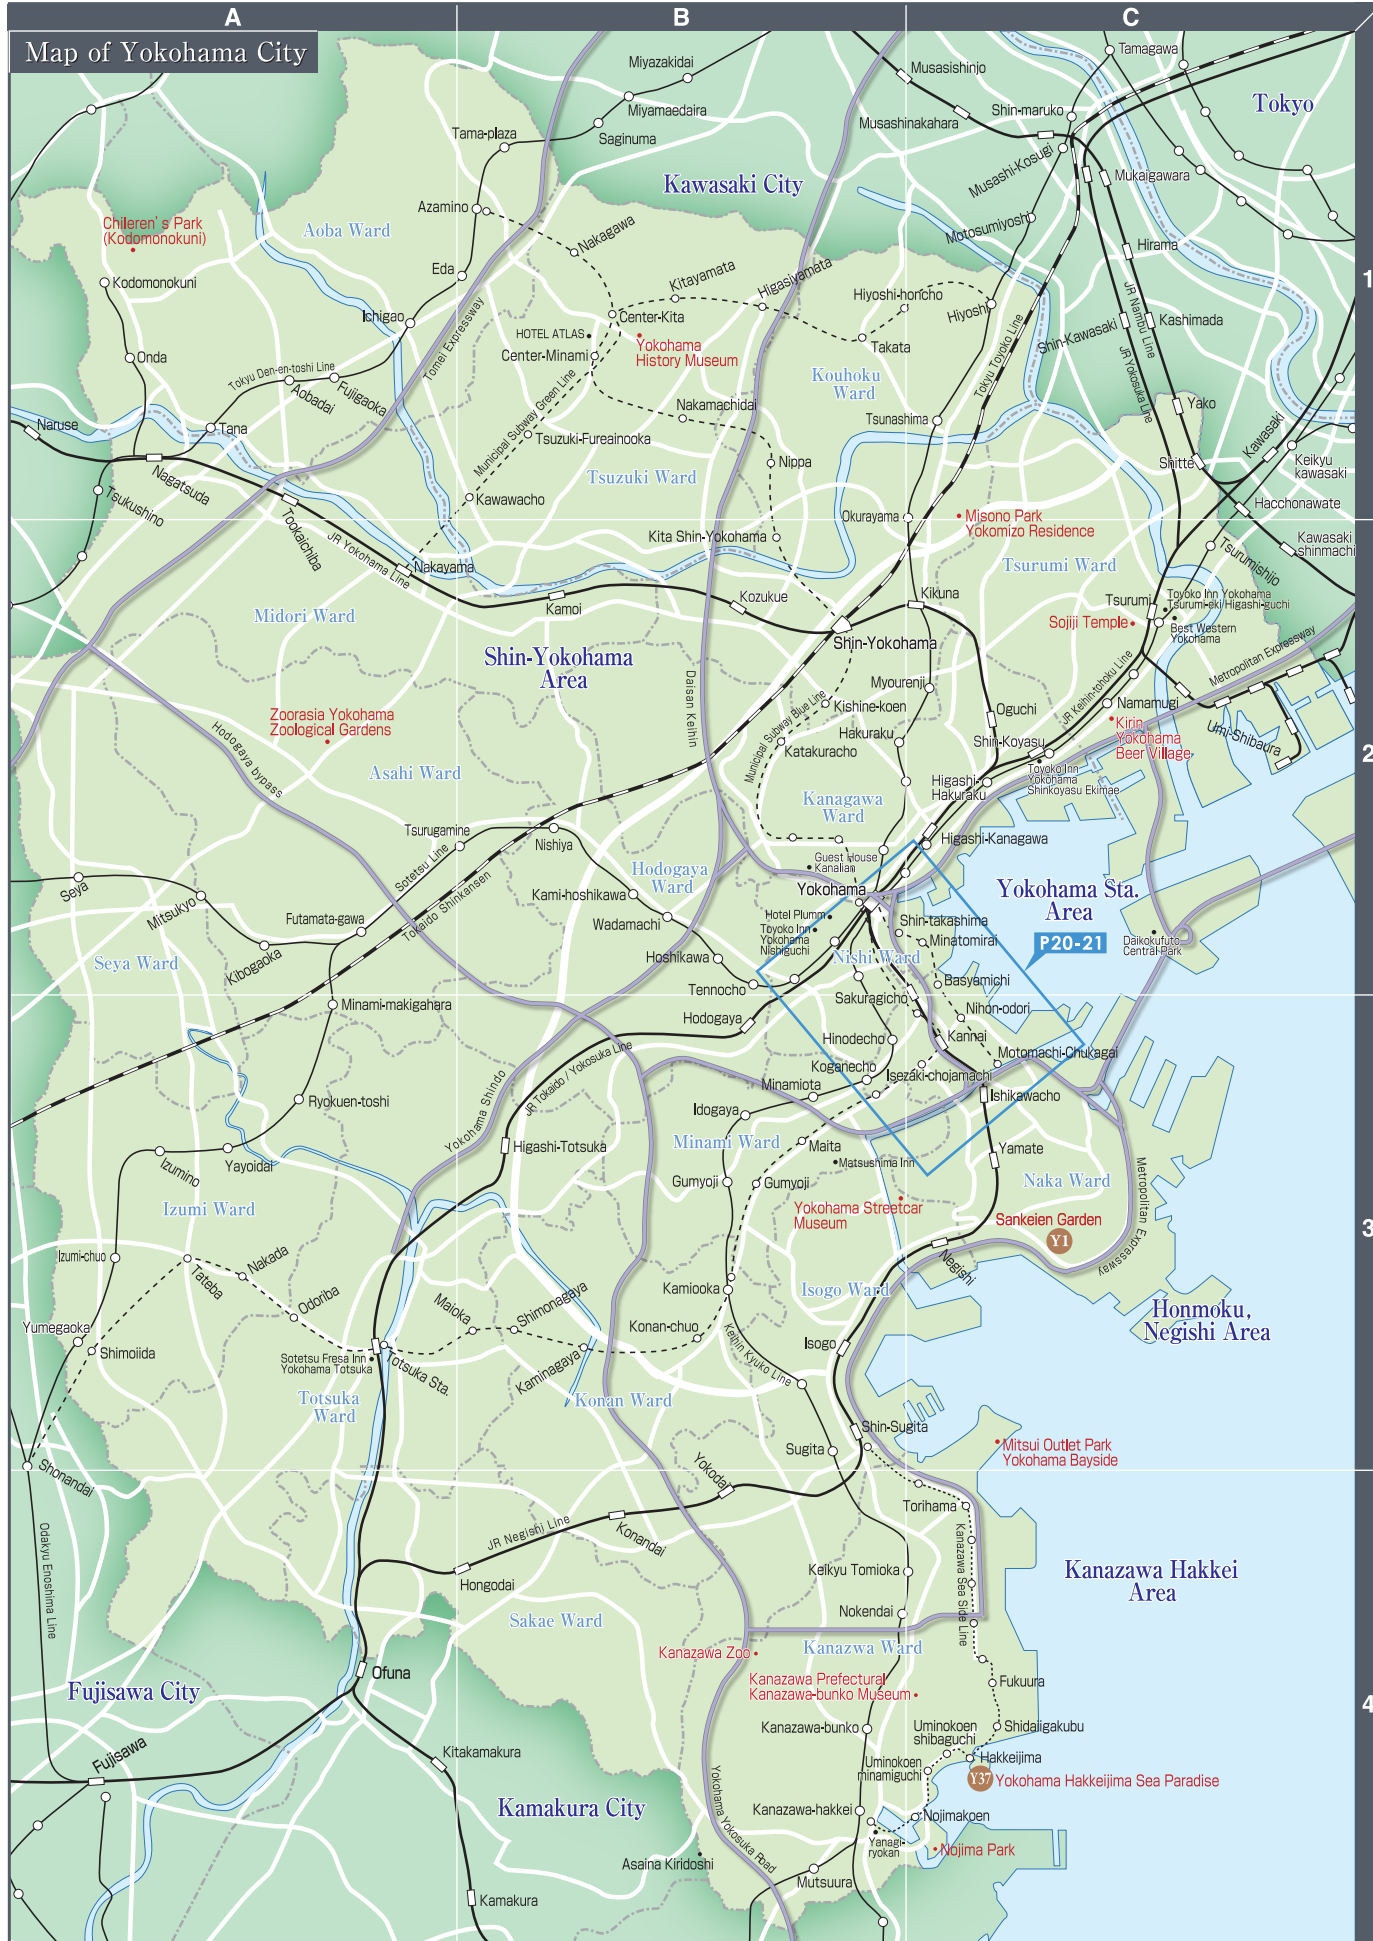 A
B
C
Map of Yokohama City
Tamagawa
Miyazakidai
Musasishinjo
Miyamaedaira
Shin-maruko
Tokyo
Musashinakahara
Tama-plaza
Saginuma
Musashi-Kosugi
Mukaigawara
Kawasaki City
Azamino
Chileren's Park
(Kodomonokuni)
Aoba Ward
Nakagawa
Motosumiyoshi
Hirama
Eda
Kodomonokuni
Kitayamata
Higasiyamata
Hiyoshi-honcho
Hiyoshi
1
JR Nambu Line
Ichigao
Tomei Expressway
Center-Kita
HOTEL ATLAS
Yokohama
History Museum
Center-Minami
Takata
Tokyu Toyoko Line
Shin-Kawasaki
Kashimada
JR Yokosuka Line
Onda
Tokyu Den-en-toshi Line
Aobadai
Fujigaoka
Kouhoku
Ward
Municipal Subway Green Line
Nakamachidai
Tsunashima
Yako
Naruse
Tana
Tsuzuki-Fureainooka
Kawasaki
Nagatsuda
Tsuzuki Ward
Nippa
Shitte
Keikyu
kawasaki
Tsukushino
Kawawacho
Tookaichiba
Okurayama
Misono Park
Yokomizo Residence
Hacchonawate
JR Yokohama Line
Kita Shin-Yokohama
Kawasaki
shinmachi
Nakayama
Tsurumi Ward
Tsurumishijo
Midori Ward
Kamoi
Kozukue
Kikuna
Tsurumi
Toyoko Inn Yokohama
Tsurumi-eki Higashi-guchi
Sojiji Temple
Best Western
Yokohama
Shin-Yokohama
Shin-Yokohama
Area
Metropolitan Expressway
Daisan Keihin
Myourenji
JR Keihin-tohoku Line
Municipal Subway Blue Line
Kishine-koen
Oguchi
Namamugi
Zoorasia Yokohama
Zoological Gardens
Hodogaya bypass
Hakuraku
Katakuracho
Shin-Koyasu
Kirin
Yokohama
Beer Village
Umi-Shibaura
2
Asahi Ward
Toyoko Inn
Yokohama
Shinkoyasu Ekimae
Higashi-
Hakuraku
Kanagawa
Ward
Tsurugamine
Nishiya
Higashi-Kanagawa
Sotetsu Line
Hodogaya
Ward
Guest House
Kanalian
Seya
Mitsukyo
Kami-hoshikawa
Yokohama
Yokohama Sta.
Area
P20-21
Futamata-gawa
Tokaido Shinkansen
Wadamachi
Hotel Plumm
Toyoko Inn
Yokohama
Nishiguchi
Shin-takashima
Minatomirai
Daikokufuto
Central Park
Seya Ward
Kibogaoka
Hoshikawa
Nishi Ward
Basyamichi
Tennocho
Minami-makigahara
Sakuragicho
Nihon-odori
Hodogaya
Hinodecho
Kannai
JR Tokaido / Yokosuka Line
Koganecho
Motomachi-Chukagai
Isezaki-chojamachi
Yokohama Shindo
Minamiota
Ishikawacho
Ryokuen-toshi
Idogaya
Higashi-Totsuka
Minami Ward
Maita
Matsushima Inn
Yamate
Izumino
Yayoidai
Gumyoji
Gumyoji
Naka Ward
Metropolitan Expressway
Izumi Ward
Yokohama Streetcar
Museum
Sankeien Garden
Y1
3
Izumi-chuo
Tateba
Nakada
Negishi
Odoriba
Kamiooka
Isogo Ward
Honmoku,
Negishi Area
Maioka
Shimonagaya
Yumegaoka
Shimoiida
Konan-chuo
Keihin Kyuko Line
Isogo
Sotetsu Fresa Inn
Yokohama Totsuka
Totsuka Sta.
Kaminagaya
Totsuka
Ward
Konan Ward
Shin-Sugita
Mitsui Outlet Park
Yokohama Bayside
Sugita
Shonandai
Yokodai
Torihama
Odakyu Enoshima Line
JR Negishi Line
Konandai
Kanazawa Sea Side Line
Hongodai
Kelkyu Tomioka
Kanazawa Hakkei
Area
Sakae Ward
Nokendai
Kanazwa Ward
Kanazawa Zoo
Ofuna
Kanazawa Prefectural
Kanazawa-bunko Museum
Fukuura
Fujisawa City
4
Kanazawa-bunko
Uminokoen
shibaguchi
Shidaligakubu
Fujisawa
Kitakamakura
Uminokoen
minamiguchi
Hakkeijima
Y37
Yokohama Hakkeijima Sea Paradise
Kamakura City
Yokohama Yokosuka Road
Kanazawa-hakkei
Nojimakoen
Yanagi-
ryokan
Nojima Park
Asaina Kiridoshi
Mutsuura
Kamakura